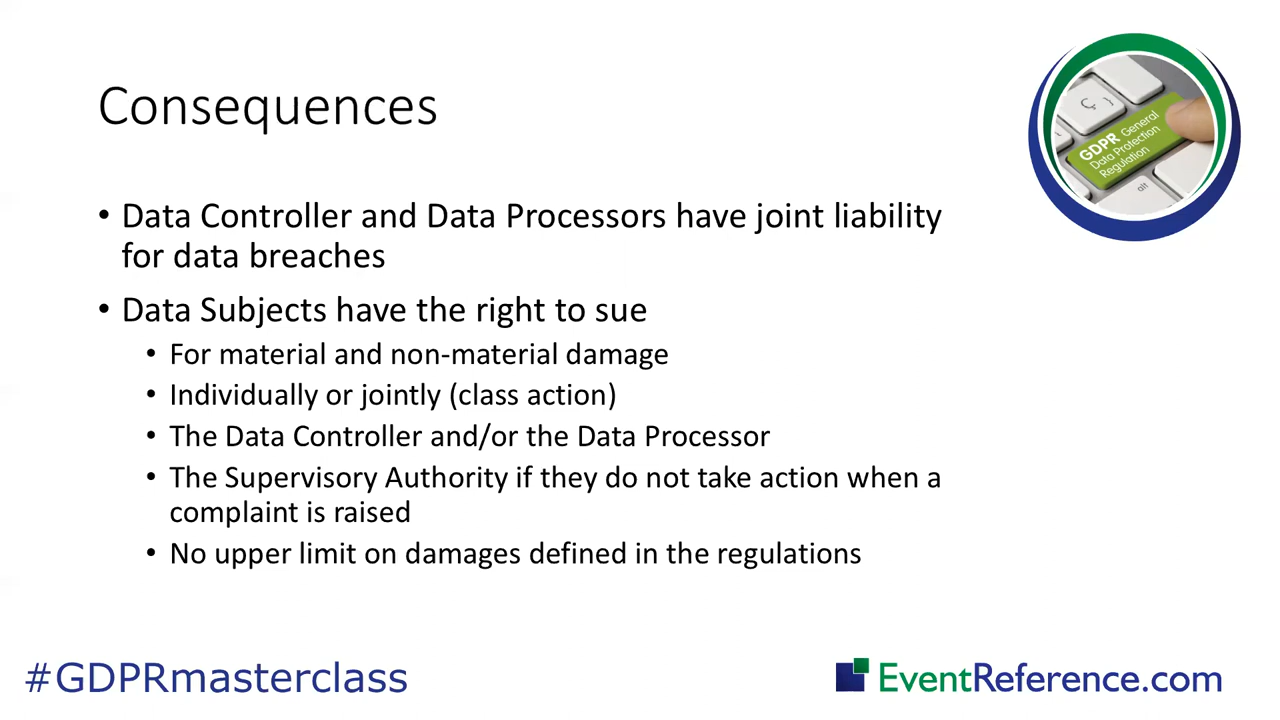 Consequences
GDPR General
Data Protection
Regulation
alt
• Data Controller and Data Processors have joint liability
for data breaches
• Data Subjects have the right to sue
• For material and non-material damage
• Individually or jointly (class action)
• The Data Controller and/or the Data Processor
• The Supervisory Authority if they do not take action when a
complaint is raised
• No upper limit on damages defined in the regulations
#GDPRmasterclass
EventReference.com